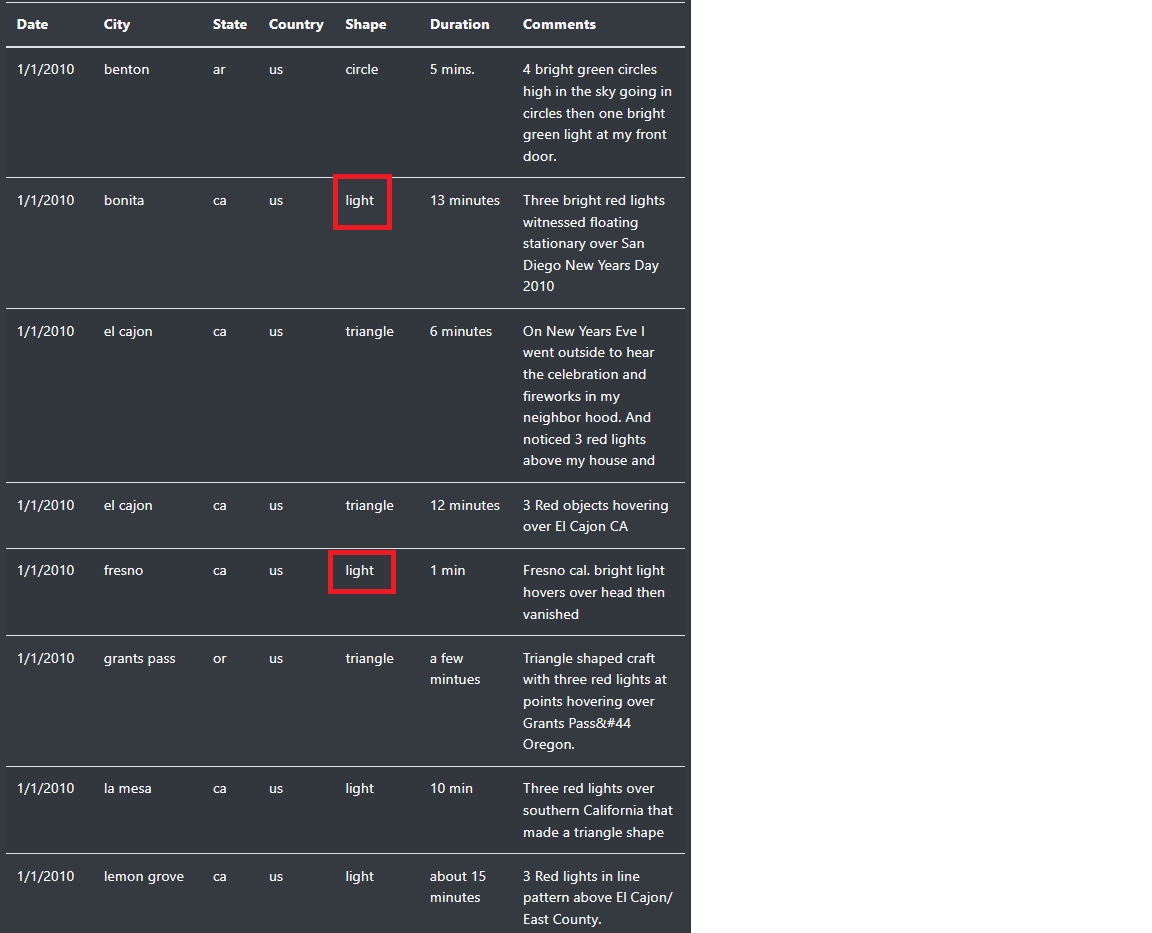 Date City State Country Shape Duration Comments
1/1/2010 benton ar us circle 5 mins. 4 bright green circles
high in the sky going in
circles then one bright
green light at my front
door.
1/1/2010 bonita ca us light 13 minutes Three bright red lights
witnessed floating
stationary over San
Diego New Years Day
2010
1/1/2010 el cajon ca us triangle 6 minutes On New Years Eve I
went outside to hear
the celebration and
fireworks in my
neighbor hood. And
noticed 3 red lights
above my house and
1/1/2010 el cajon ca us triangle 12 minutes 3 Red objects hovering
over El Cajon CA
1/1/2010 fresno ca us light 1 min Fresno cal. bright light
hovers over head then
vanished
1/1/2010 grants pass or us triangle a few Triangle shaped craft
mintues with three red lights at
points hovering over
Grants Pass&#44
Oregon.
1/1/2010 la mesa ca us light 10 min Three red lights over
southern California that
made a triangle shape
1/1/2010 lemon grove ca us light about 15 3 Red lights in line
minutes pattern above El Cajon/
East County.